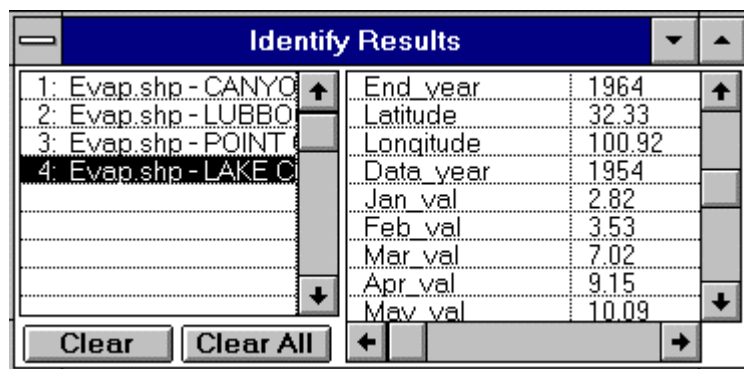 Identify Results
1: Evap.shp - CANYO
2: Evap.shp - LUBBO
3: Evap.shp - POINT
4: Evap.shp - LAKE C
End_year 1964
Latitude 32.33
Longitude 100.92
Data_year 1954
Jan_val 2.82
Feb_val 3.53
Mar_val 7.02
Apr_val 9.15
May_val 10.09
Clear Clear All